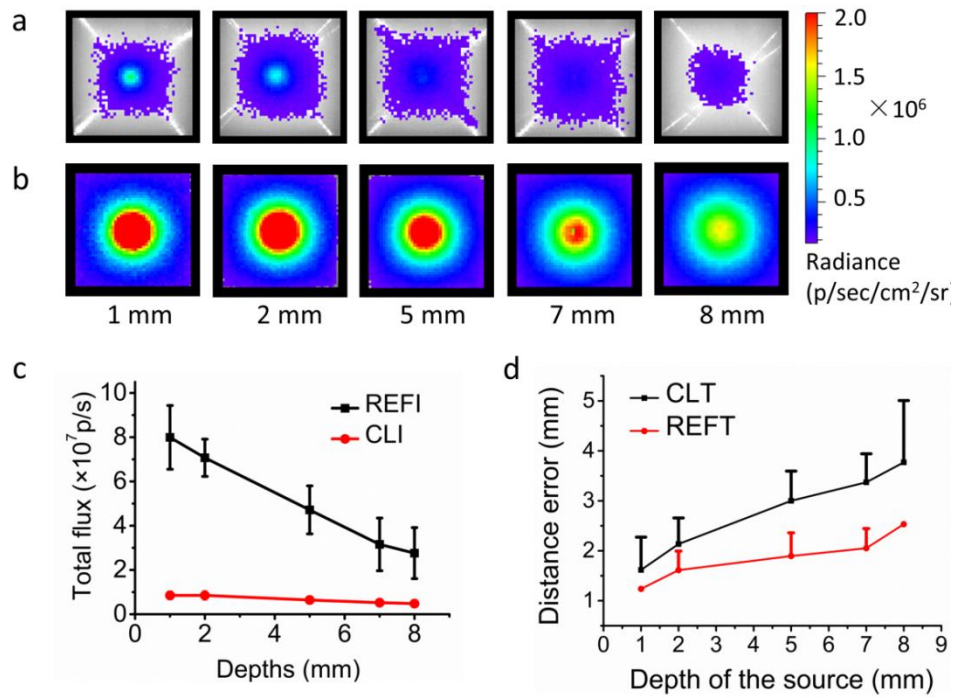 a
2.0
1.5
×10⁶
1.0
0.5
b
Radiance
(p/sec/cm²/sr)
1 mm
2 mm
5 mm
7 mm
8 mm
c
10
8
6
4
2
0
Total flux (×10⁷p/s)
REFI
CLI
0
2
4
6
8
Depths (mm)
d
5
4
3
2
1
Distance error (mm)
CLT
REFT
0
1
2
3
4
5
6
7
8
9
Depth of the source (mm)